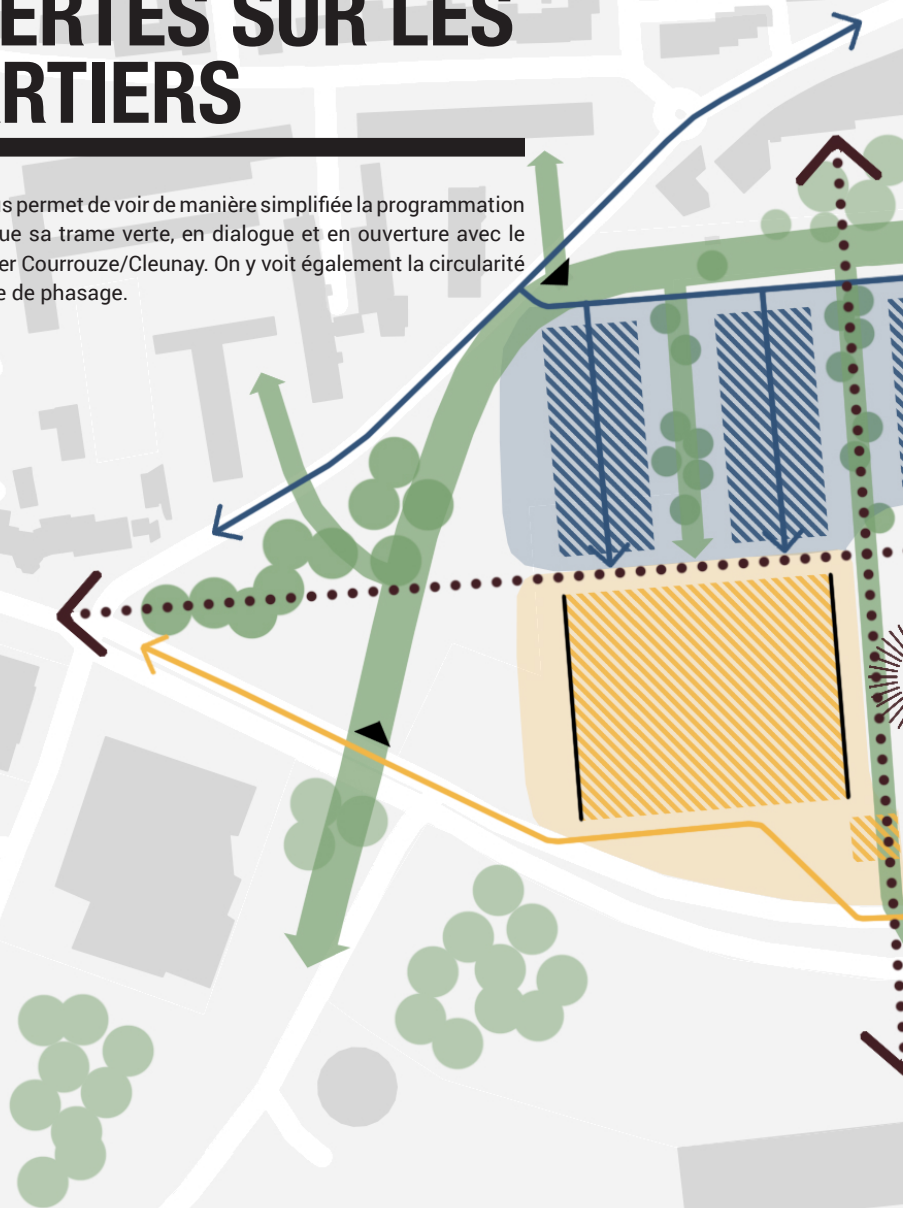 ERTES SUR LES
RTIERS
s permet de voir de manière simplifiée la programmation
ue sa trame verte, en dialogue et en ouverture avec le
er Courrouze/Cleunay. On y voit également la circularité
e de phasage.